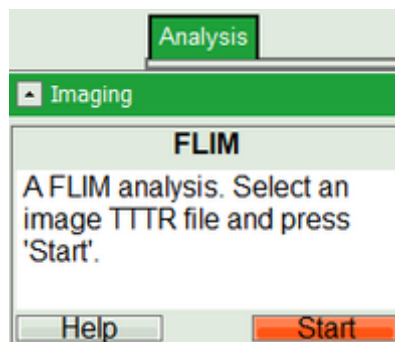 Analysis
Imaging
FLIM
A FLIM analysis. Select an
image TTTR file and press
'Start'.
Help
Start